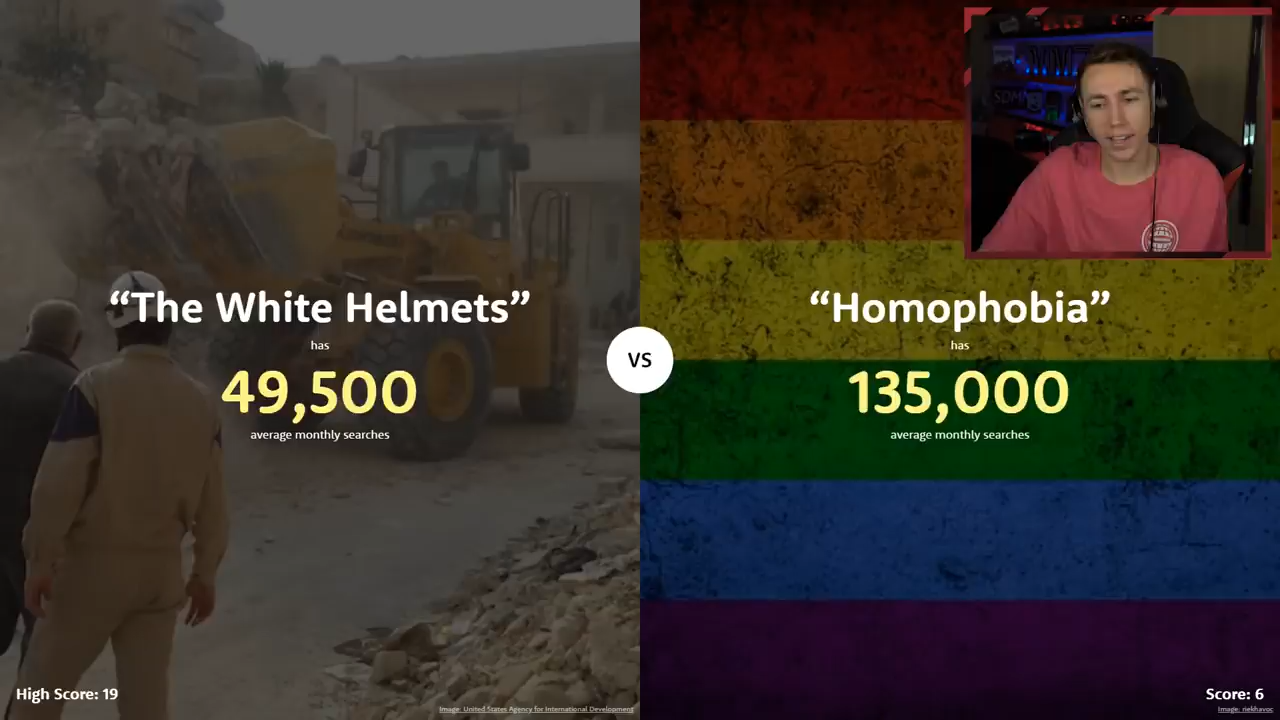 “The White Helmets”
has
49,500
average monthly searches
VS
“Homophobia”
has
135,000
average monthly searches
SDMN
High Score: 19
Image: United States Agency for International Development
Score: 6
Image: riekhavoc